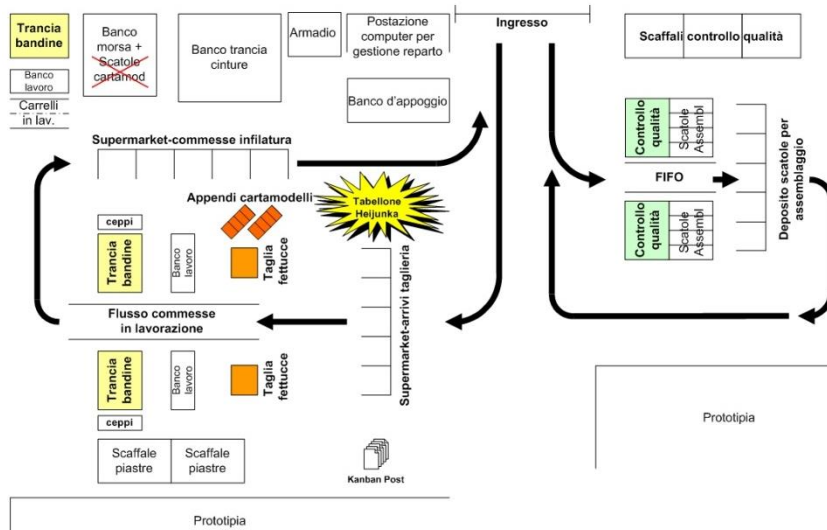 Trancia
bandine
Banco
lavoro
Carrelli
in lav.
Banco
morsa +
Scatole
cartamod
Banco trancia
cinture
Armadio
Postazione
computer per
gestione reparto
Banco d'appoggio
Ingresso
Scaffali controllo qualità
Supermarket-commesse infilatura
Appendi cartamodelli
Tabellone
Heijunka
ceppi
Trancia
bandine
Banco
lavoro
Taglia
fettucce
Flusso commesse
in lavorazione
Supermarket-arrivi taglieria
Trancia
bandine
Banco
lavoro
Taglia
fettucce
ceppi
Scaffale
piastre
Scaffale
piastre
Kanban Post
Prototipia
Controllo
qualità
Scatole
Assembl
FIFO
Controllo
qualità
Scatole
Assembl
Deposito scatole per
assemblaggio
Prototipia